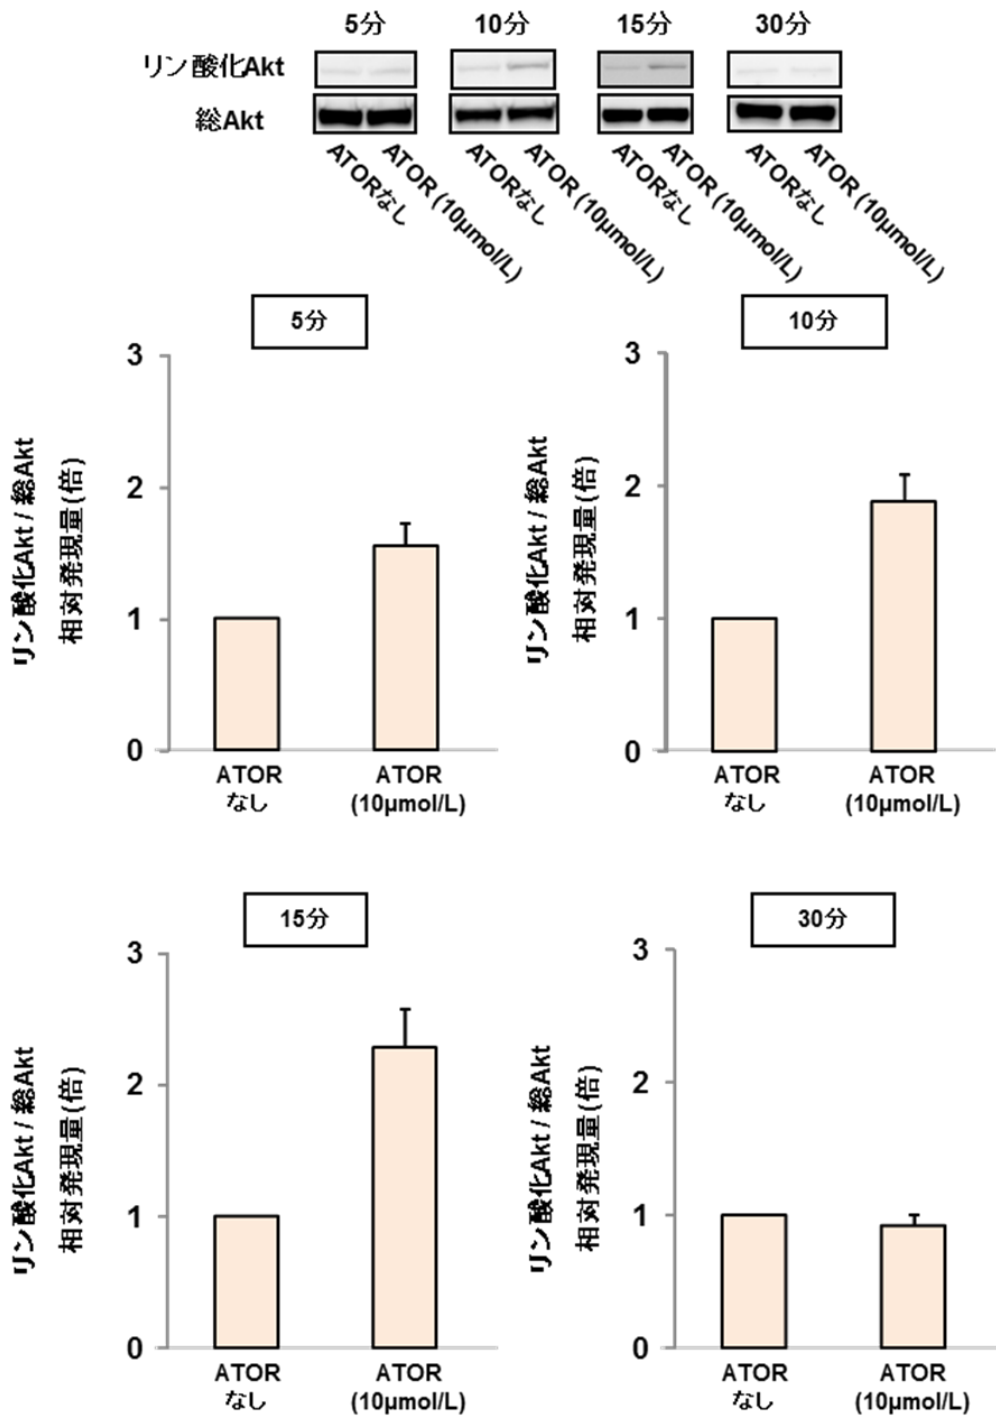 5分 10分 15分 30分
リン酸化Akt
総Akt
ATORなし ATOR (10μmol/L) ATORなし ATOR (10μmol/L) ATORなし ATOR (10μmol/L) ATORなし ATOR (10μmol/L)
5分
リン酸化Akt / 総Akt
相対発現量(倍)
3
2
1
0
ATOR
なし
ATOR
(10μmol/L)
10分
リン酸化Akt / 総Akt
相対発現量(倍)
3
2
1
0
ATOR
なし
ATOR
(10μmol/L)
15分
リン酸化Akt / 総Akt
相対発現量(倍)
3
2
1
0
ATOR
なし
ATOR
(10μmol/L)
30分
リン酸化Akt / 総Akt
相対発現量(倍)
3
2
1
0
ATOR
なし
ATOR
(10μmol/L)